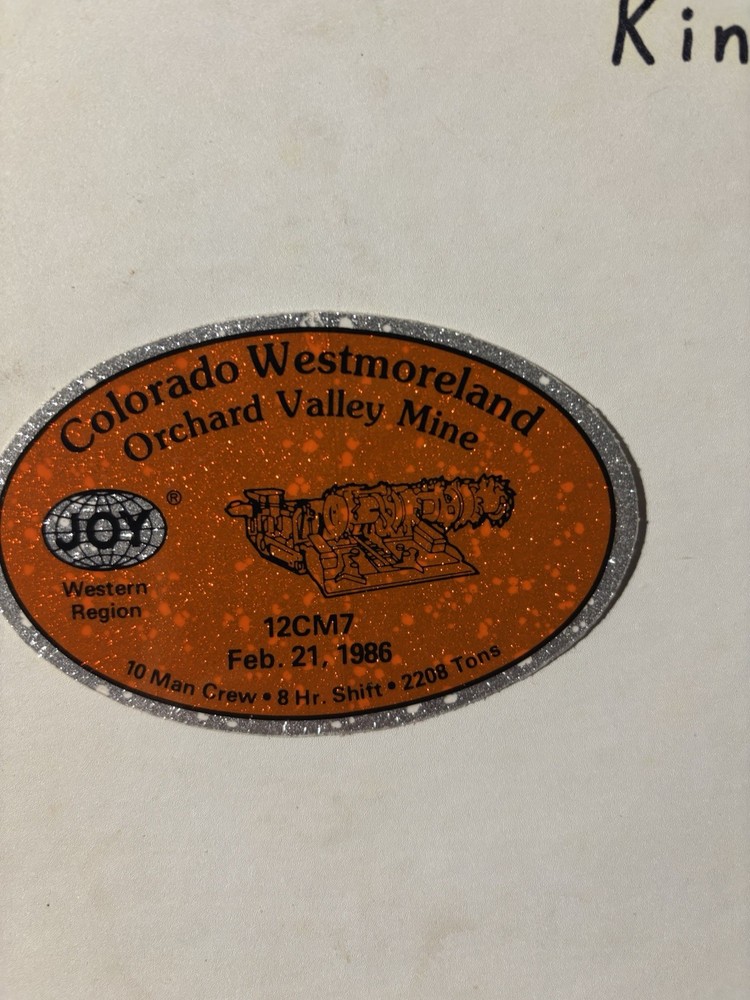 Kin
Colorado Westmoreland
Orchard Valley Mine
JOY ®
Western
Region
12CM7
Feb. 21, 1986
10 Man Crew • 8 Hr. Shift • 2208 Tons